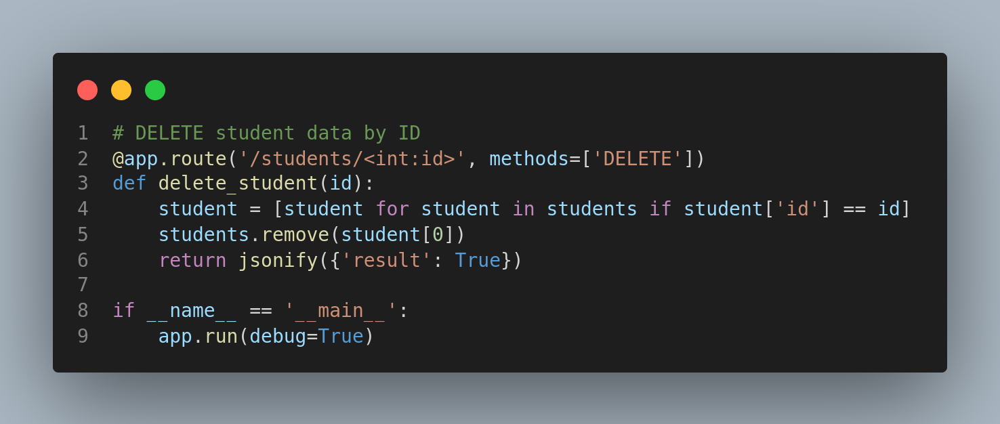 1 # DELETE student data by ID
2 @app.route('/students/<int:id>', methods=['DELETE'])
3 def delete_student(id):
4     student = [student for student in students if student['id'] == id]
5     students.remove(student[0])
6     return jsonify({'result': True})
7
8 if __name__ == '__main__':
9     app.run(debug=True)